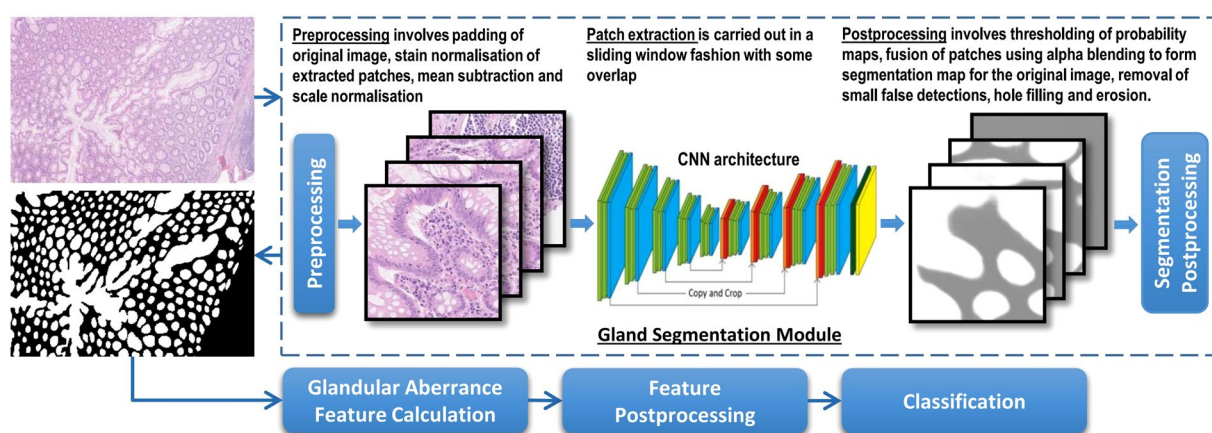 Preprocessing involves padding of
original image, stain normalisation of
extracted patches, mean subtraction and
scale normalisation
Patch extraction is carried out in a
sliding window fashion with some
overlap
Postprocessing involves thresholding of probability
maps, fusion of patches using alpha blending to form
segmentation map for the original image, removal of
small false detections, hole filling and erosion.
Preprocessing
CNN architecture
Copy and Crop
Segmentation
Postprocessing
Gland Segmentation Module
Glandular Aberrance
Feature Calculation
Feature
Postprocessing
Classification